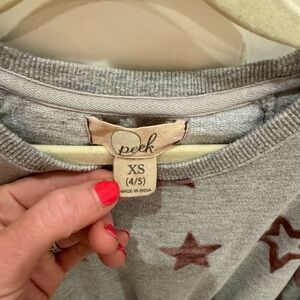 peek
XS
(4/5)
MADE IN INDIA